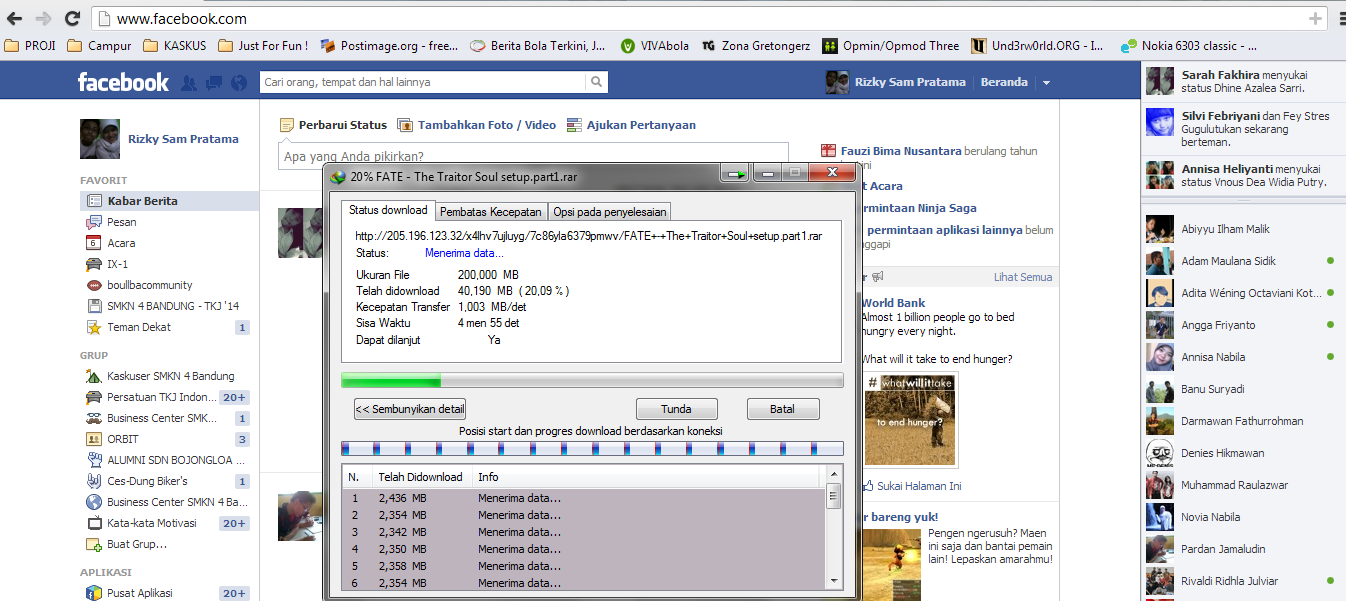 www.facebook.com
PROJI Campur KASKUS Just For Fun ! Postimage.org - free... Berita Bola Terkini, J... VIVAbola Zona Gretongerz Opmin/Opmod Three Und3rw0rld.ORG - I... Nokia 6303 classic - ...
facebook
Cari orang, tempat dan hal lainnya
Rizky Sam Pratama Beranda
Rizky Sam Pratama
FAVORIT
Kabar Berita
Pesan
Acara
IX-1
boullbacommunity
SMKN 4 BANDUNG - TKJ '14
Teman Dekat 1
GRUP
Kaskuser SMKN 4 Bandung
Persatuan TKJ Indon... 20+
Business Center SMK... 1
ORBIT 3
ALUMNI SDN BOJONGLOA ...
Ces-Dung Biker's 1
Business Center SMKN 4 Ba...
Kata-kata Motivasi 20+
Buat Grup...
APLIKASI
Pusat Aplikasi 20+
Perbarui Status Tambahkan Foto / Video Ajukan Pertanyaan
Apa yang Anda pikirkan?
20% FATE - The Traitor Soul setup.part1.rar
Status download Pembatas Kecepatan Opsi pada penyelesaian
http://205.196.123.32/x4lhv7ujluyg/7c86yla6379pmwv/FATE+-+The+Traitor+Soul+setup.part1.rar
Status: Menerima data...
Ukuran File 200,000 MB
Telah didownload 40,190 MB ( 20,09 % )
Kecepatan Transfer 1,003 MB/det
Sisa Waktu 4 men 55 det
Dapat dilanjut Ya
<< Sembunyikan detail Tunda Batal
Posisi start dan progres download berdasarkan koneksi
N. Telah Didownload Info
1 2,436 MB Menerima data...
2 2,354 MB Menerima data...
3 2,342 MB Menerima data...
4 2,350 MB Menerima data...
5 2,358 MB Menerima data...
6 2,354 MB Menerima data...
Fauzi Bima Nusantara berulang tahun
ini
Acara
Ninja Saga
permintaan aplikasi lainnya belum
Lihat Semua
World Bank
Almost 1 billion people go to bed
hungry every night.
What will it take to end hunger?
# whatwillittake
to end hunger?
Sukai Halaman Ini
bareng yuk!
Pengen ngerusuh? Maen
ini saja dan bantai pemain
lain! Lepaskan amarahmu!
Sarah Fakhira menyukai
status Dhine Azalea Sarri.
Silvi Febriyani dan Fey Stres
Gugulutukan sekarang
berteman.
Annisa Heliyanti menyukai
status Vnous Dea Widia Putry.
Abiyyu Ilham Malik
Adam Maulana Sidik
Adita Wéning Octaviani Kot...
Angga Friyanto
Annisa Nabila
Banu Suryadi
Darmawan Fathurrohman
Denies Hikmawan
Muhammad Raulazwar
Novia Nabila
Pardan Jamaludin
Rivaldi Ridhla Julviar